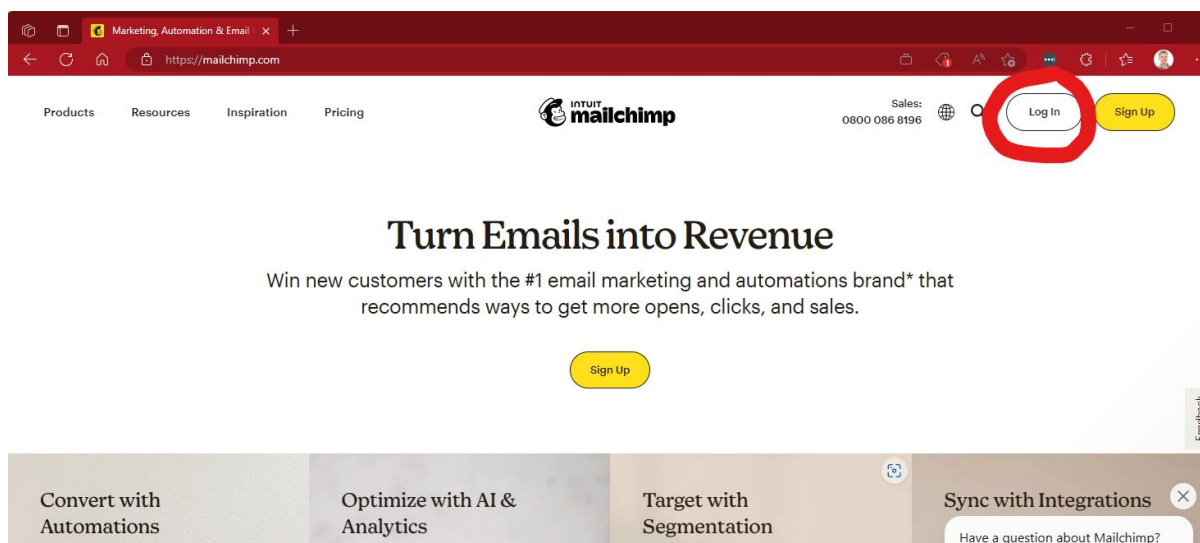 Marketing, Automation & Email
https://mailchimp.com
Products Resources Inspiration Pricing
INTUIT
mailchimp
Sales:
0800 086 8196
Log In
Sign Up
Turn Emails into Revenue
Win new customers with the #1 email marketing and automations brand* that
recommends ways to get more opens, clicks, and sales.
Sign Up
Feedback
Convert with
Automations
Optimize with AI &
Analytics
Target with
Segmentation
Sync with Integrations
Have a question about Mailchimp?